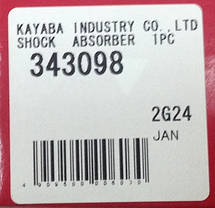 KAYABA INDUSTRY CO.,LTD
SHOCK ABSORBER 1PC
343098
2G24
JAN